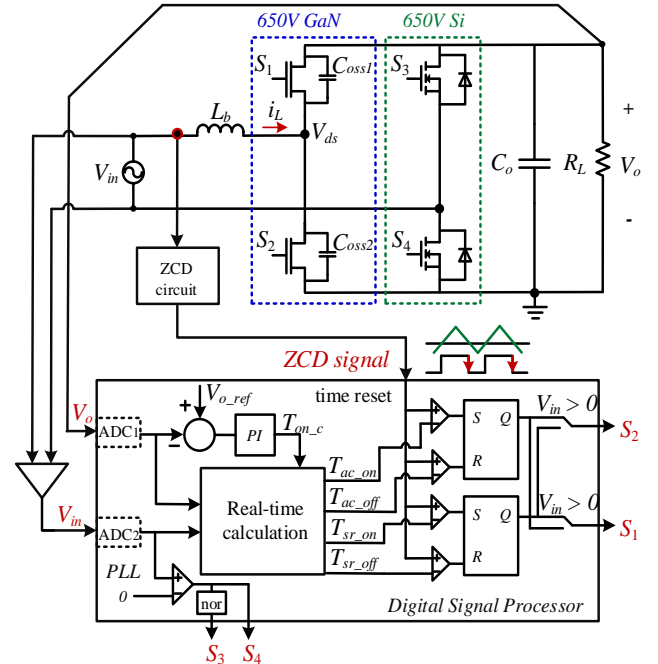 650V GaN
650V Si
S1
Coss1
S3
Lb
iL
Vds
+
Vin
Co
RL
Vo
-
S2
Coss2
S4
ZCD
circuit
ZCD signal
time reset
Vo_ref
+
-
Vo
ADC1
PI
Ton_c
S
Q
R
Vin > 0
S2
Tac_on
Tac_off
Tsr_on
Tsr_off
Real-time
calculation
S
Q
R
Vin > 0
S1
Vin
ADC2
PLL
0
nor
Digital Signal Processor
S3
S4